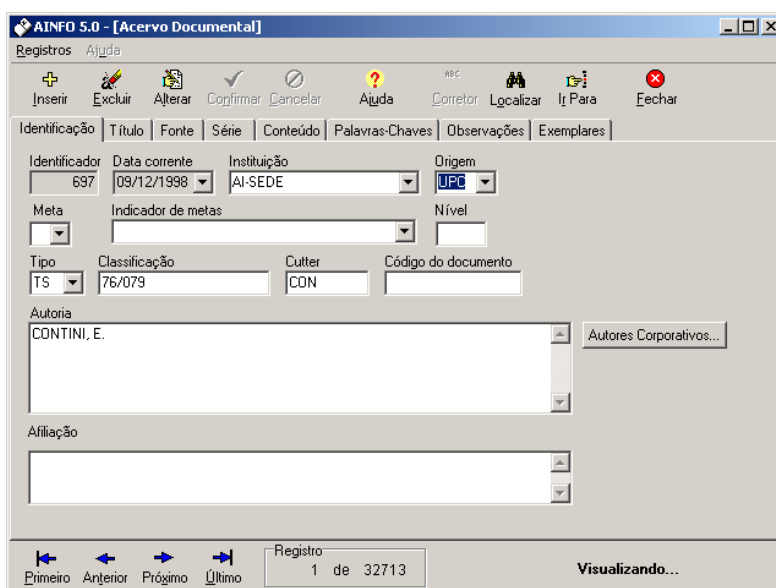 AINFO 5.0 - [Acervo Documental]
Registros Ajuda
Inserir Excluir Alterar Confirmar Cancelar Ajuda ABC Corretor Localizar Ir Para Fechar
Identificação Título Fonte Série Conteúdo Palavras-Chaves Observações Exemplares
Identificador Data corrente Instituição Origem
697 09/12/1998 AI-SEDE UPC
Meta Indicador de metas Nível
Tipo Classificação Cutter Código do documento
TS 76/079 CON
Autoria
CONTINI, E.
Autores Corporativos...
Afiliação
Primeiro Anterior Próximo Último
Registro
1 de 32713
Visualizando...